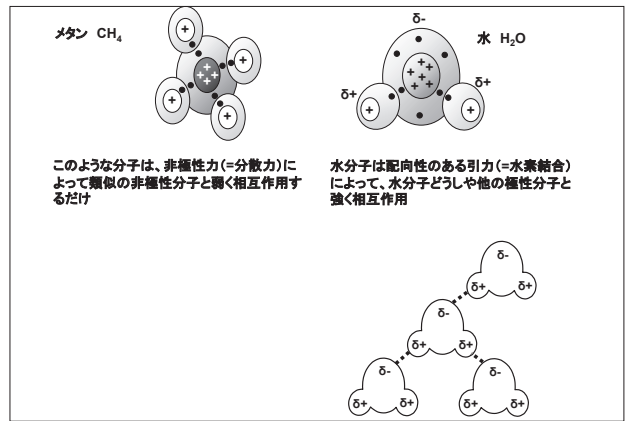 メタン CH₄
+
+
+ + + +
+
+
このような分子は、非極性力(=分散力)に
よって類似の非極性分子と弱く相互作用す
るだけ
δ-
水 H₂O
+ + + + + +
δ+
δ+
+
+
水分子は配向性のある引力(=水素結合)
によって、水分子どうしや他の極性分子と
強く相互作用
δ-
δ+ δ+
δ-
δ+ δ+
δ- δ-
δ+ δ+ δ+ δ+